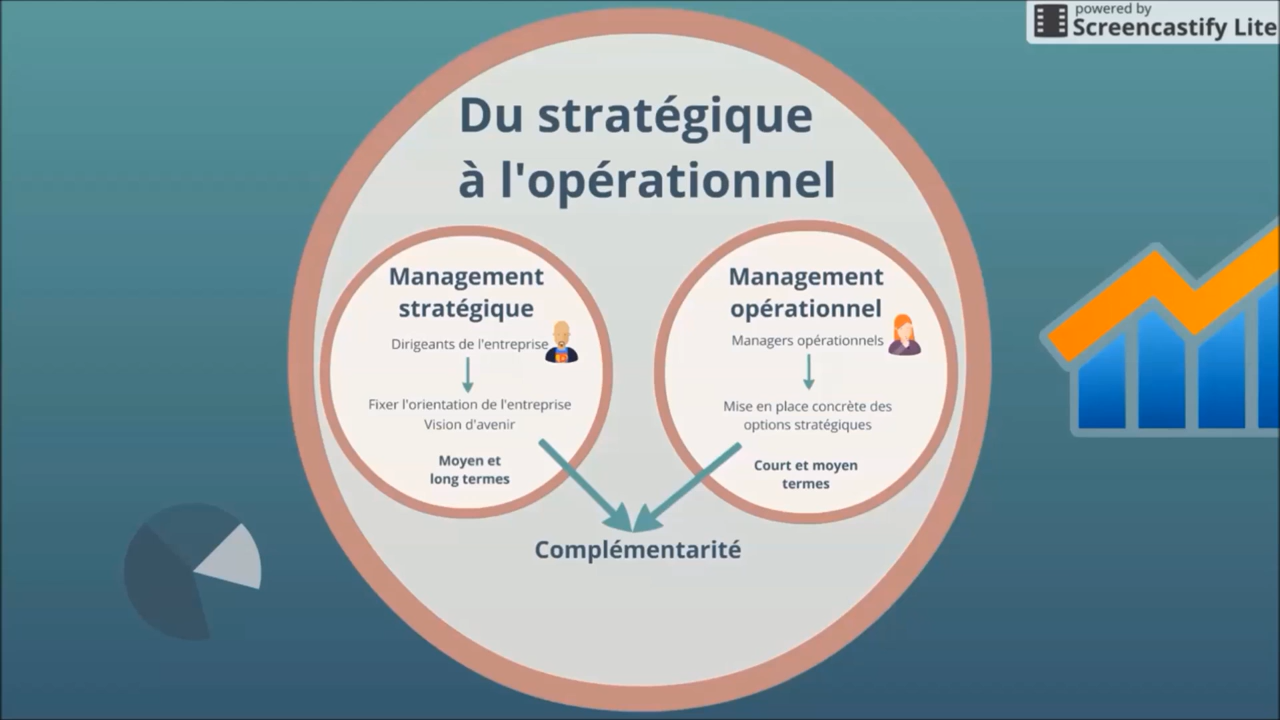 powered by
Screencastify Lite
Du stratégique
à l'opérationnel
Management
stratégique
Dirigeants de l'entreprise
Fixer l'orientation de l'entreprise
Vision d'avenir
Moyen et
long termes
Management
opérationnel
Managers opérationnels
Mise en place concrète des
options stratégiques
Court et moyen
termes
Complémentarité